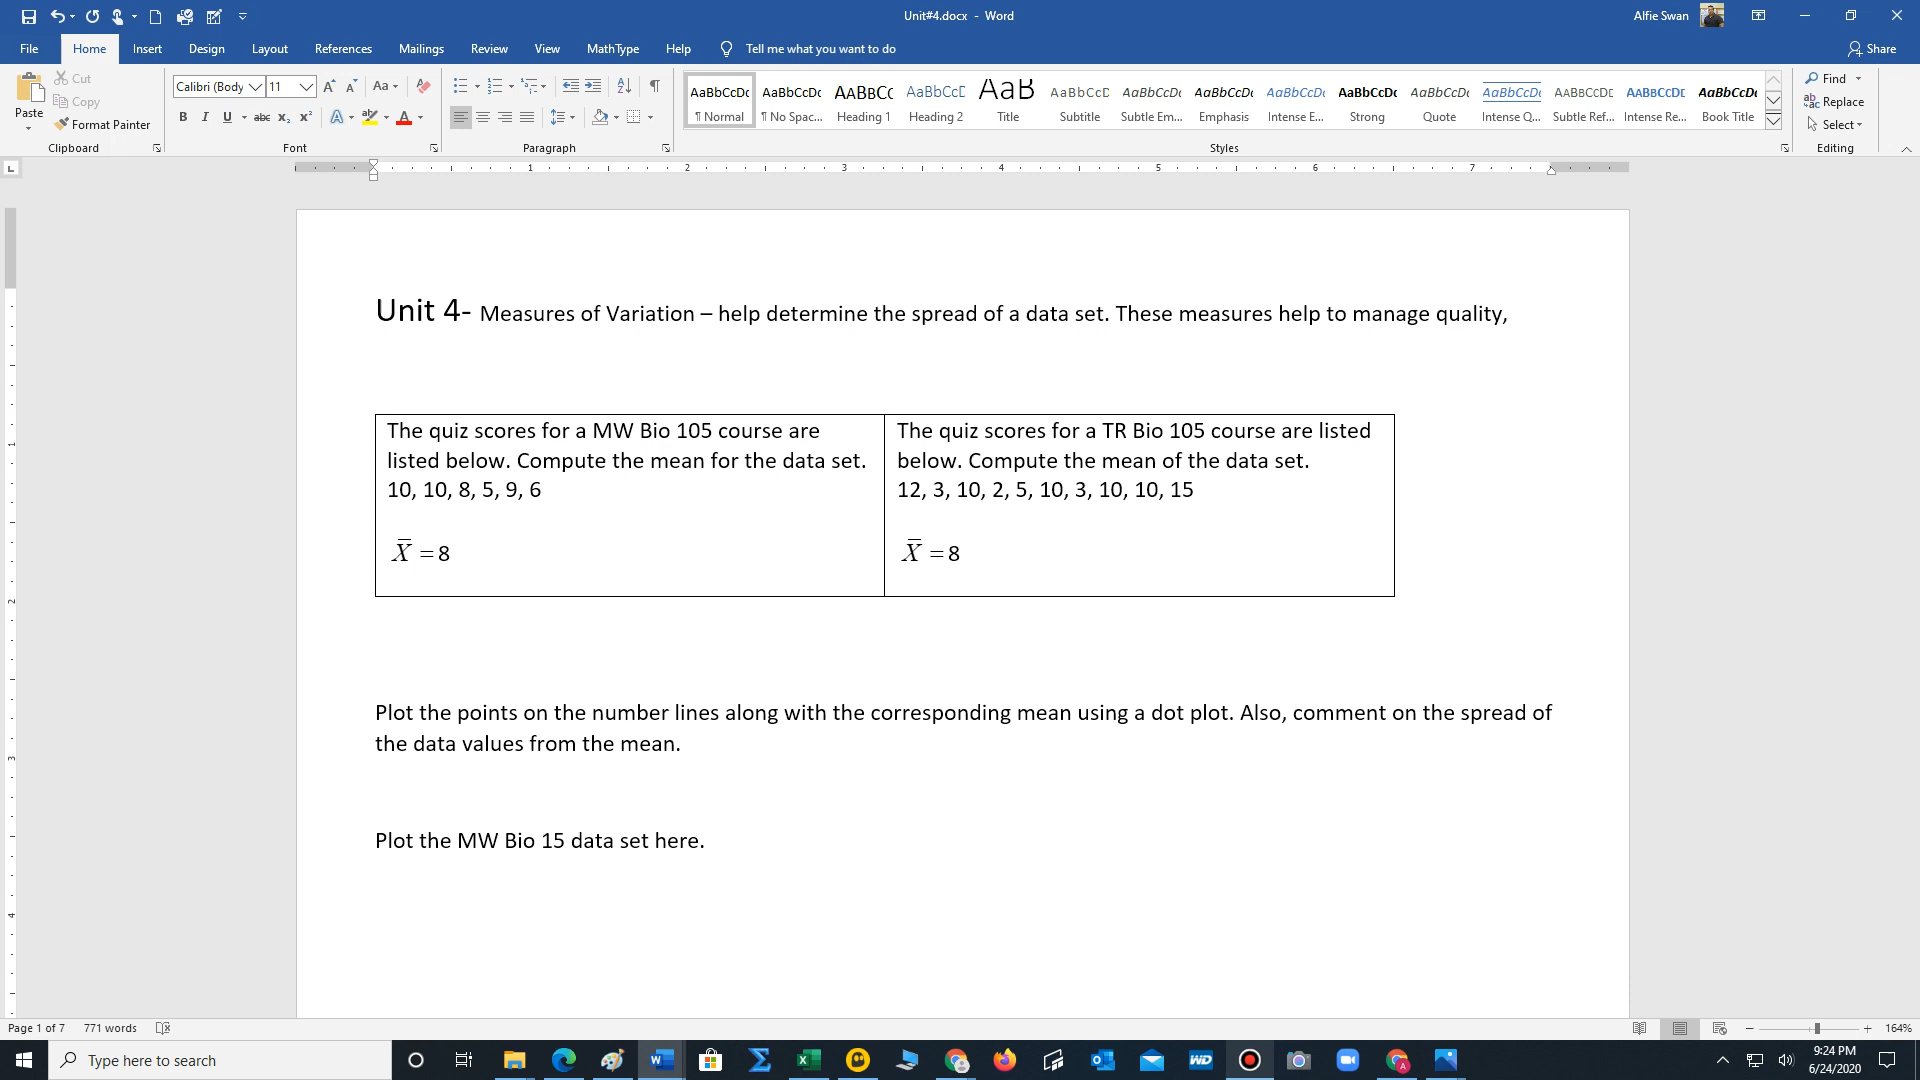 Unit#4.docx - Word
Alfie Swan
File Home Insert Design Layout References Mailings Review View MathType Help Tell me what you want to do Share
Paste
Cut
Copy
Format Painter
Clipboard
Calibri (Body 11
Font
Paragraph
AaBbCcDc AaBbCcDc AaBbCc AaBbCcE AaB AaBbCcD AaBbCcDc AaBbCcDc AaBbCcDc AaBbCcDc AaBbCcDc AaBbCcDc AaBbCcDc AaBbCcDc AaBbCcDc
¶ Normal ¶ No Spac... Heading 1 Heading 2 Title Subtitle Subtle Em... Emphasis Intense E... Strong Quote Intense Q... Subtle Ref... Intense Re... Book Title
Styles
Find
Replace
Select
Editing
1 2 3 4 5 6 7
Unit 4- Measures of Variation – help determine the spread of a data set. These measures help to manage quality,
The quiz scores for a MW Bio 105 course are
listed below. Compute the mean for the data set.
10, 10, 8, 5, 9, 6
X̅ = 8
The quiz scores for a TR Bio 105 course are listed
below. Compute the mean of the data set.
12, 3, 10, 2, 5, 10, 3, 10, 10, 15
X̅ = 8
Plot the points on the number lines along with the corresponding mean using a dot plot. Also, comment on the spread of
the data values from the mean.
Plot the MW Bio 15 data set here.
Page 1 of 7 771 words
164%
Type here to search
9:24 PM
6/24/2020